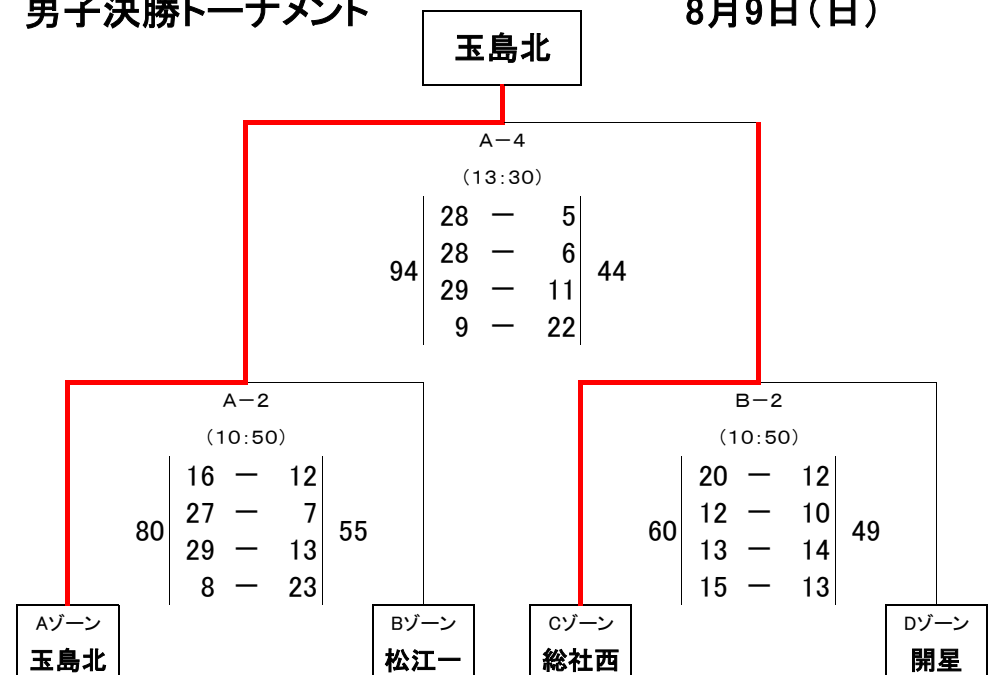 男子決勝トーナメント 8月9日(日)
玉島北
A-4
(13:30)
28 - 5
28 - 6
94 44
29 - 11
9 - 22
A-2 B-2
(10:50) (10:50)
16 - 12 20 - 12
27 - 7 12 - 10
80 55 60 49
29 - 13 13 - 14
8 - 23 15 - 13
Aゾーン Bゾーン Cゾーン Dゾーン
玉島北 松江一 総社西 開星